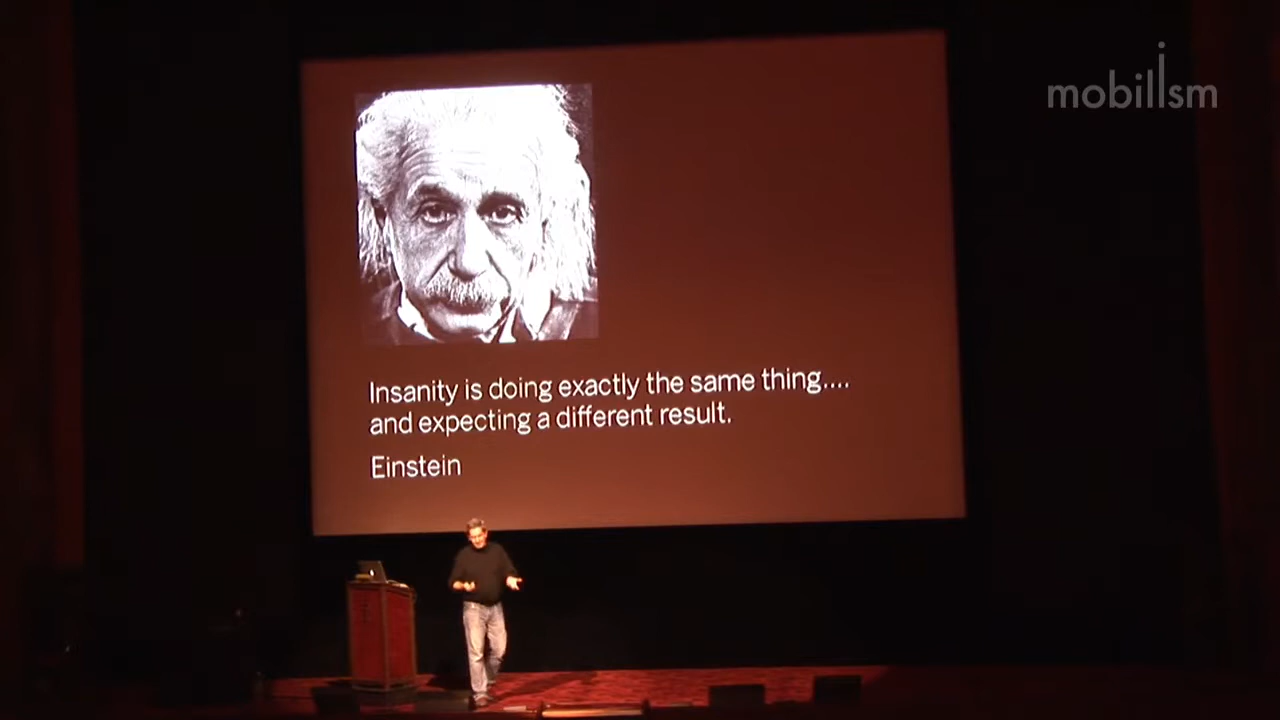 mobilism
Insanity is doing exactly the same thing....
and expecting a different result.
Einstein